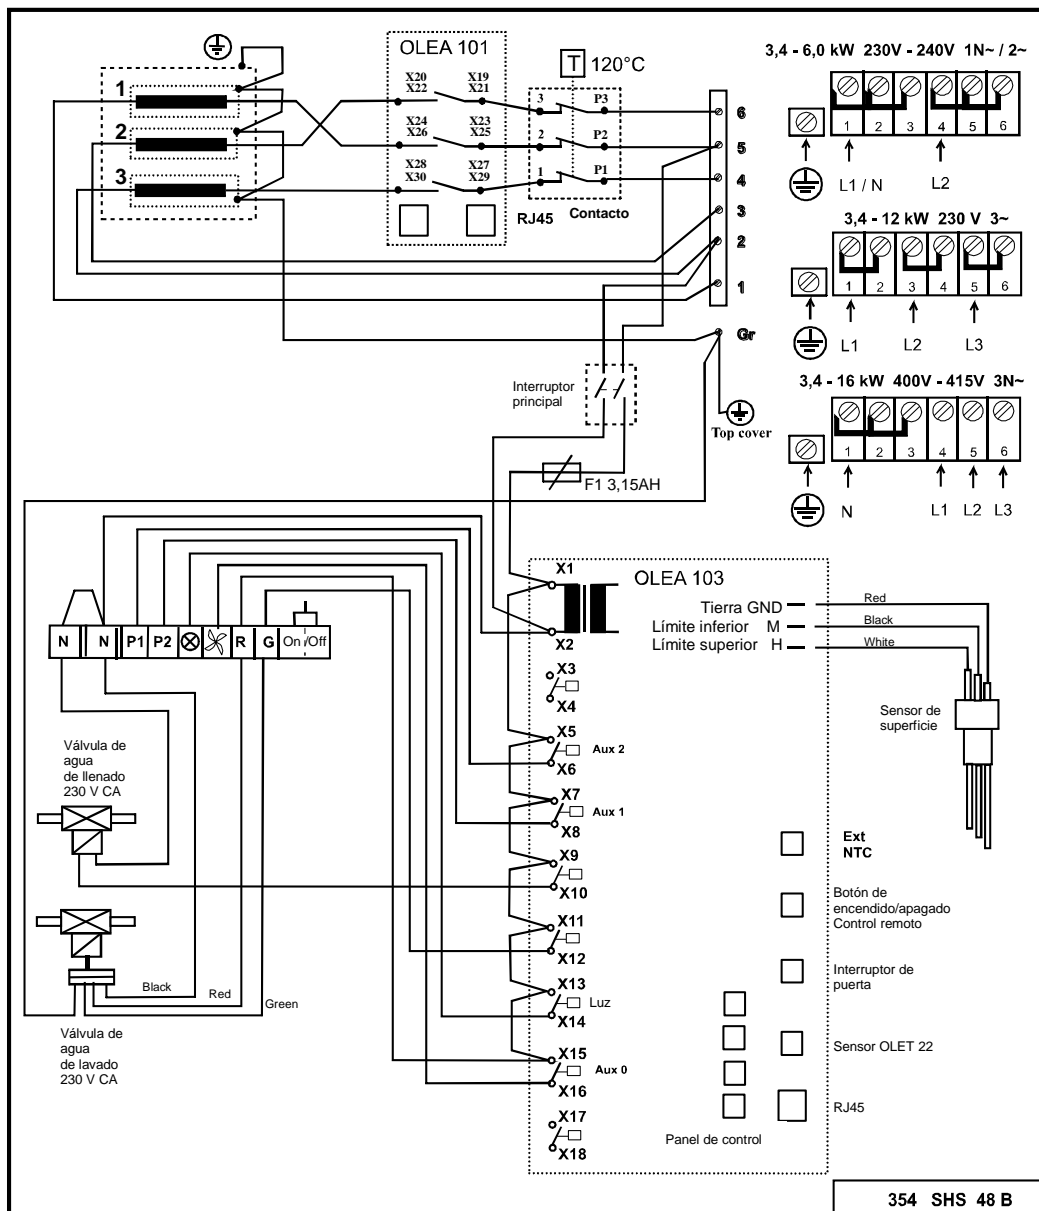 OLEA 101
T 120°C
1
2
3
X20
X22
X19
X21
X24
X26
X23
X25
X28
X30
X27
X29
3
2
1
P3
P2
P1
RJ45
Contacto
6
5
4
3
2
1
Gr
3,4 - 6,0 kW 230V - 240V 1N~ / 2~
1 2 3 4 5 6
L1 / N L2
3,4 - 12 kW 230 V 3~
1 2 3 4 5 6
L1 L2 L3
3,4 - 16 kW 400V - 415V 3N~
1 2 3 4 5 6
N L1 L2 L3
Interruptor
principal
Top cover
F1 3,15AH
N N P1 P2 R G On/Off
Válvula de
agua
de llenado
230 V CA
Black
Red
Green
Válvula de
agua
de lavado
230 V CA
OLEA 103
X1
X2
X3
X4
X5
Aux 2
X6
X7
Aux 1
X8
X9
X10
X11
X12
X13
Luz
X14
X15
Aux 0
X16
X17
X18
Tierra GND
Límite inferior M
Límite superior H
Red
Black
White
Sensor de
superficie
Ext
NTC
Botón de
encendido/apagado
Control remoto
Interruptor de
puerta
Sensor OLET 22
RJ45
Panel de control
354 SHS 48 B